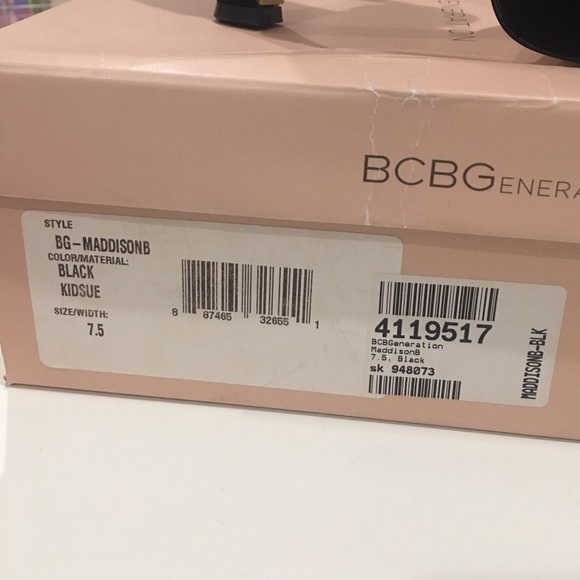 BCBGENERA
STYLE
BG-MADDISONB
COLOR/MATERIAL:
BLACK
KIDSUE
SIZE/WIDTH:
7.5
8 87465 32655 1
4119517
BCBGeneration
MaddisonB
7.5, Black
sk 948073
MADDISONB-BLK